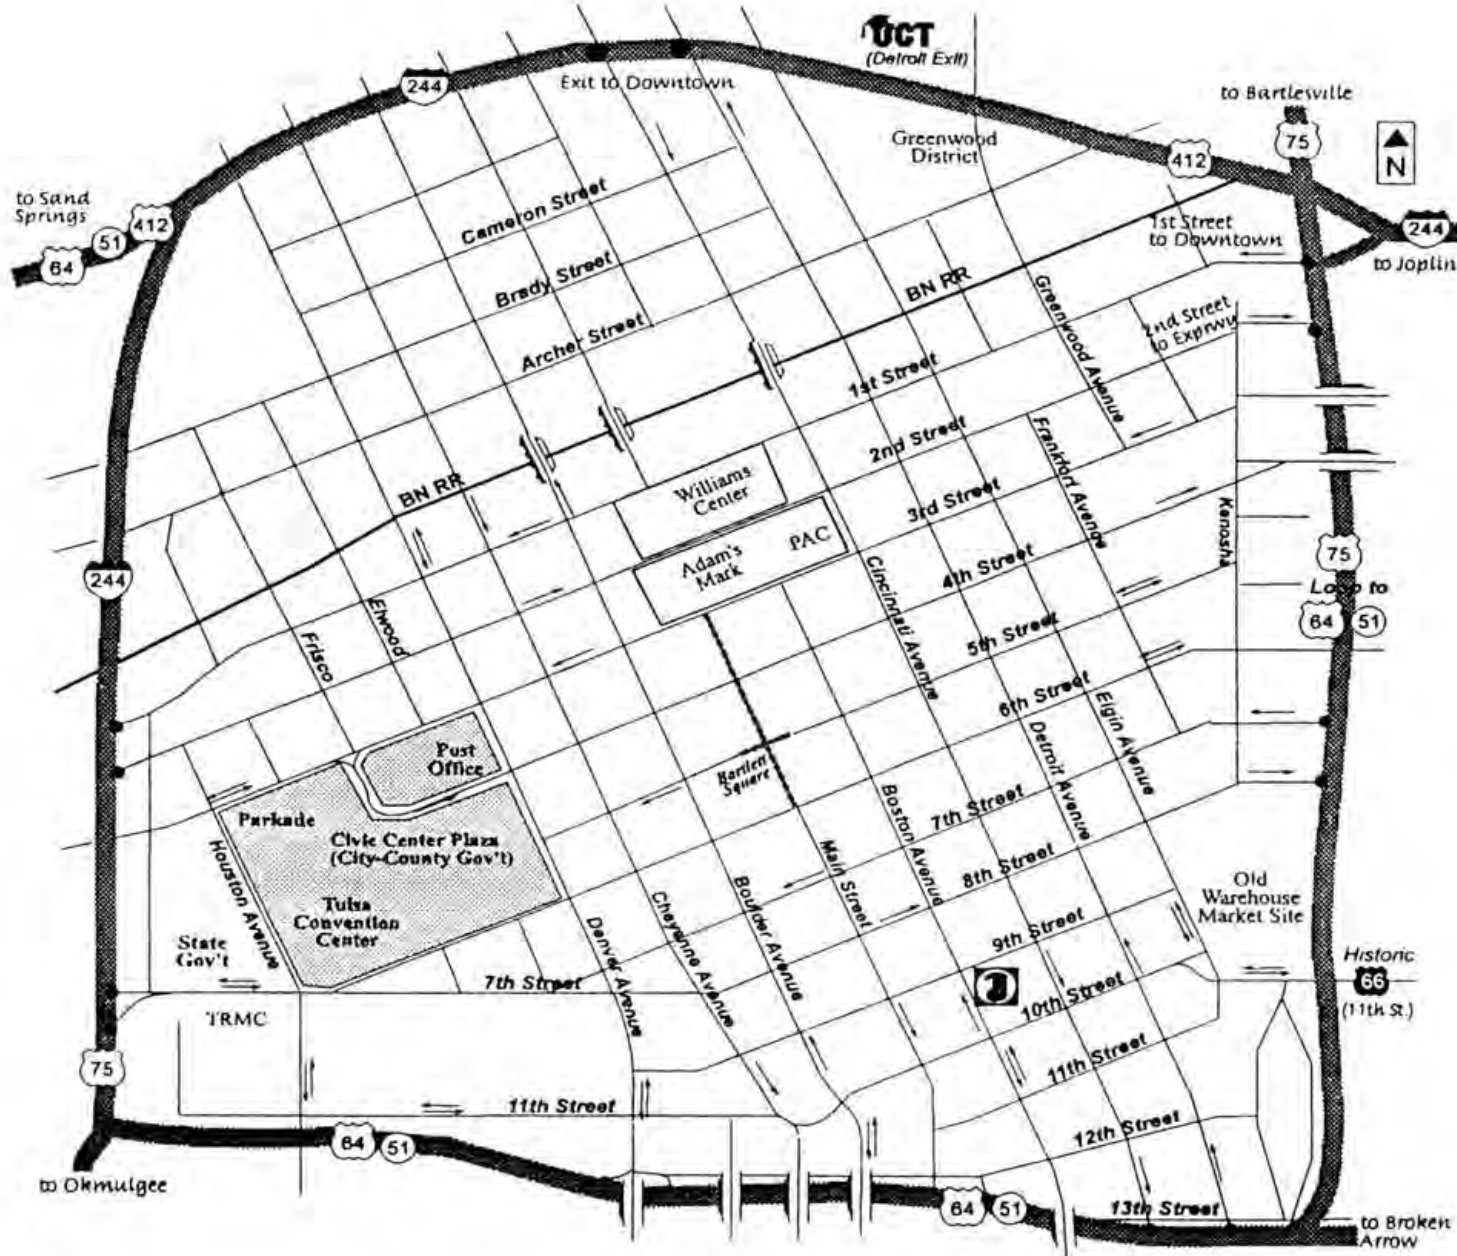 UCT
(Detroit Exit)
244
Exit to Downtown
to Bartlesville
75
Greenwood
District
412
N
to Sand
Springs
412
51
64
Cameron Street
1st Street
to Downtown
244
to Joplin
Brady Street
BN RR
Greenwood Avenue
2nd Street
to Exprwy
Archer Street
1st Street
2nd Street
Frankfort Avenue
BN RR
Williams
Center
3rd Street
Kenosha
PAC
Adam's
Mark
4th Street
75
244
Cincinnati Avenue
Loop to
64
51
Elwood
Frisco
5th Street
6th Street
Elgin Avenue
Detroit Avenue
Post
Office
Bartlett
Square
Boston Avenue
7th Street
Parkade
Civic Center Plaza
(City-County Gov't)
Houston Avenue
Main Street
8th Street
Tulsa
Convention
Center
Boulder Avenue
Cheyenne Avenue
Denver Avenue
Old
Warehouse
Market Site
9th Street
State
Gov't
7th Street
Historic
66
(11th St.)
10th Street
TRMC
75
11th Street
11th Street
12th Street
64
51
to Okmulgee
64
51
13th Street
to Broken
Arrow